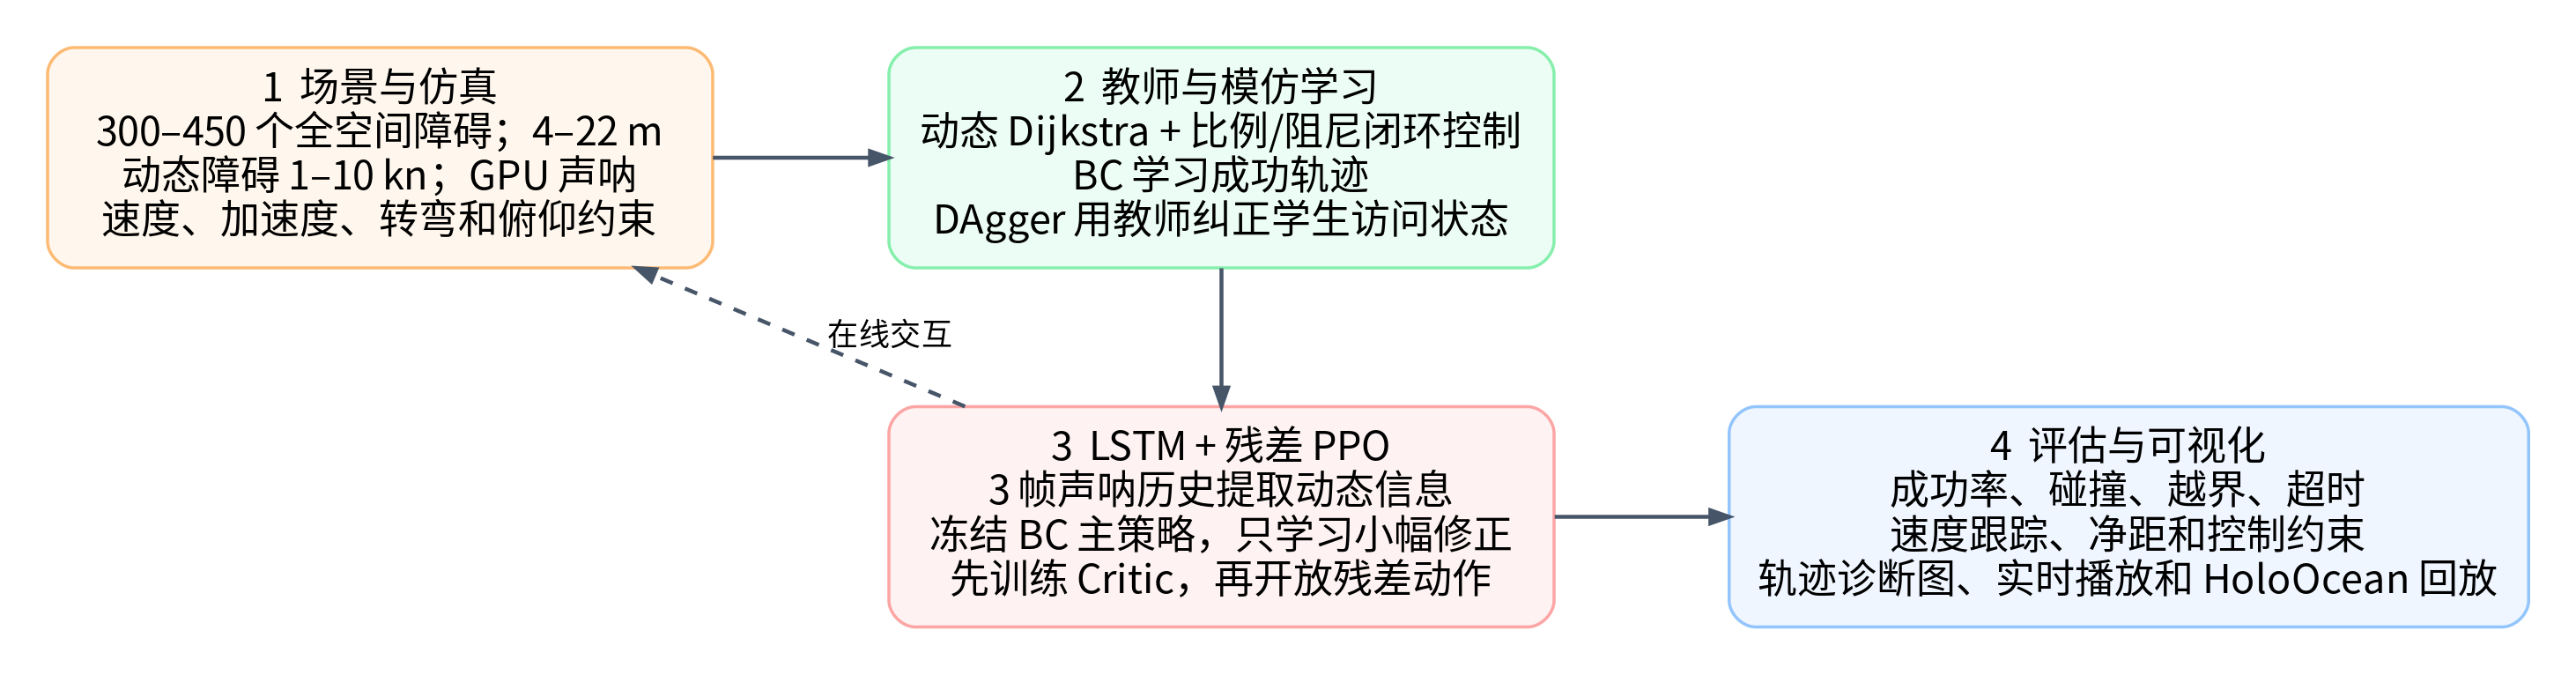 1 场景与仿真
300–450 个全空间障碍；4–22 m
动态障碍 1–10 kn；GPU 声呐
速度、加速度、转弯和俯仰约束
2 教师与模仿学习
动态 Dijkstra + 比例/阻尼闭环控制
BC 学习成功轨迹
DAgger 用教师纠正学生访问状态
在线交互
3 LSTM + 残差 PPO
3 帧声呐历史提取动态信息
冻结 BC 主策略，只学习小幅修正
先训练 Critic，再开放残差动作
4 评估与可视化
成功率、碰撞、越界、超时
速度跟踪、净距和控制约束
轨迹诊断图、实时播放和 HoloOcean 回放